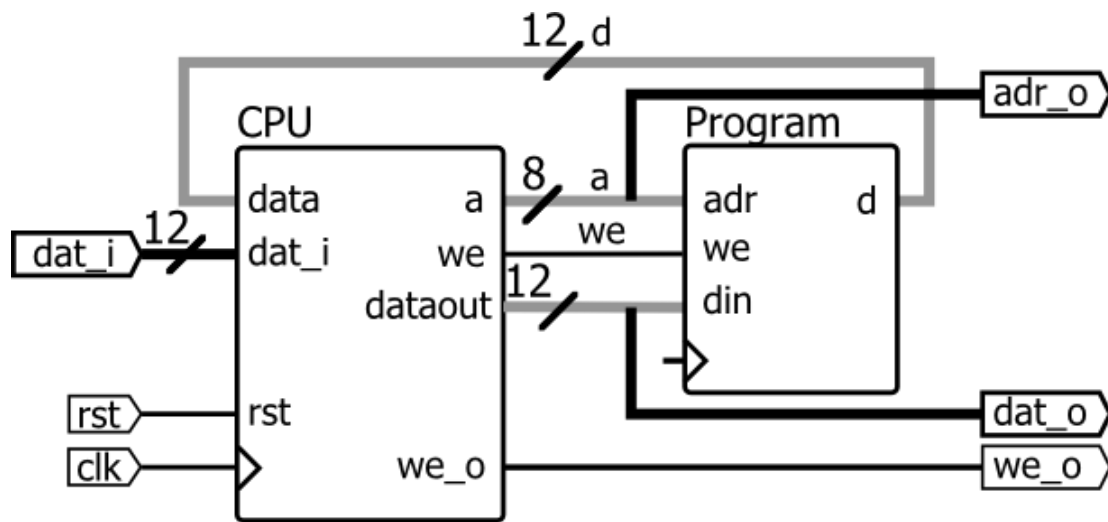 12 d
adr_o
CPU
Program
8 a
data a adr d
12
dat_i dat_i we we we
12
dataout din
rst rst dat_o
clk we_o we_o